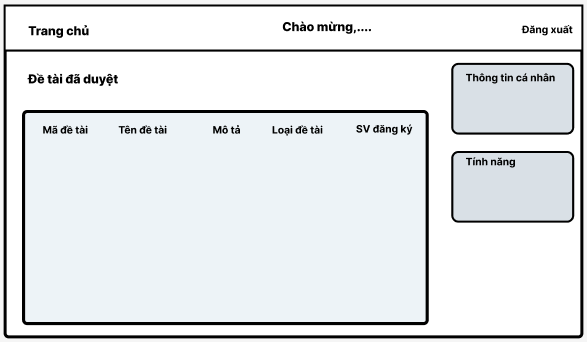 Trang chủ
Chào mừng,....
Đăng xuất
Đề tài đã duyệt
Mã đề tài
Tên đề tài
Mô tả
Loại đề tài
SV đăng ký
Thông tin cá nhân
Tính năng